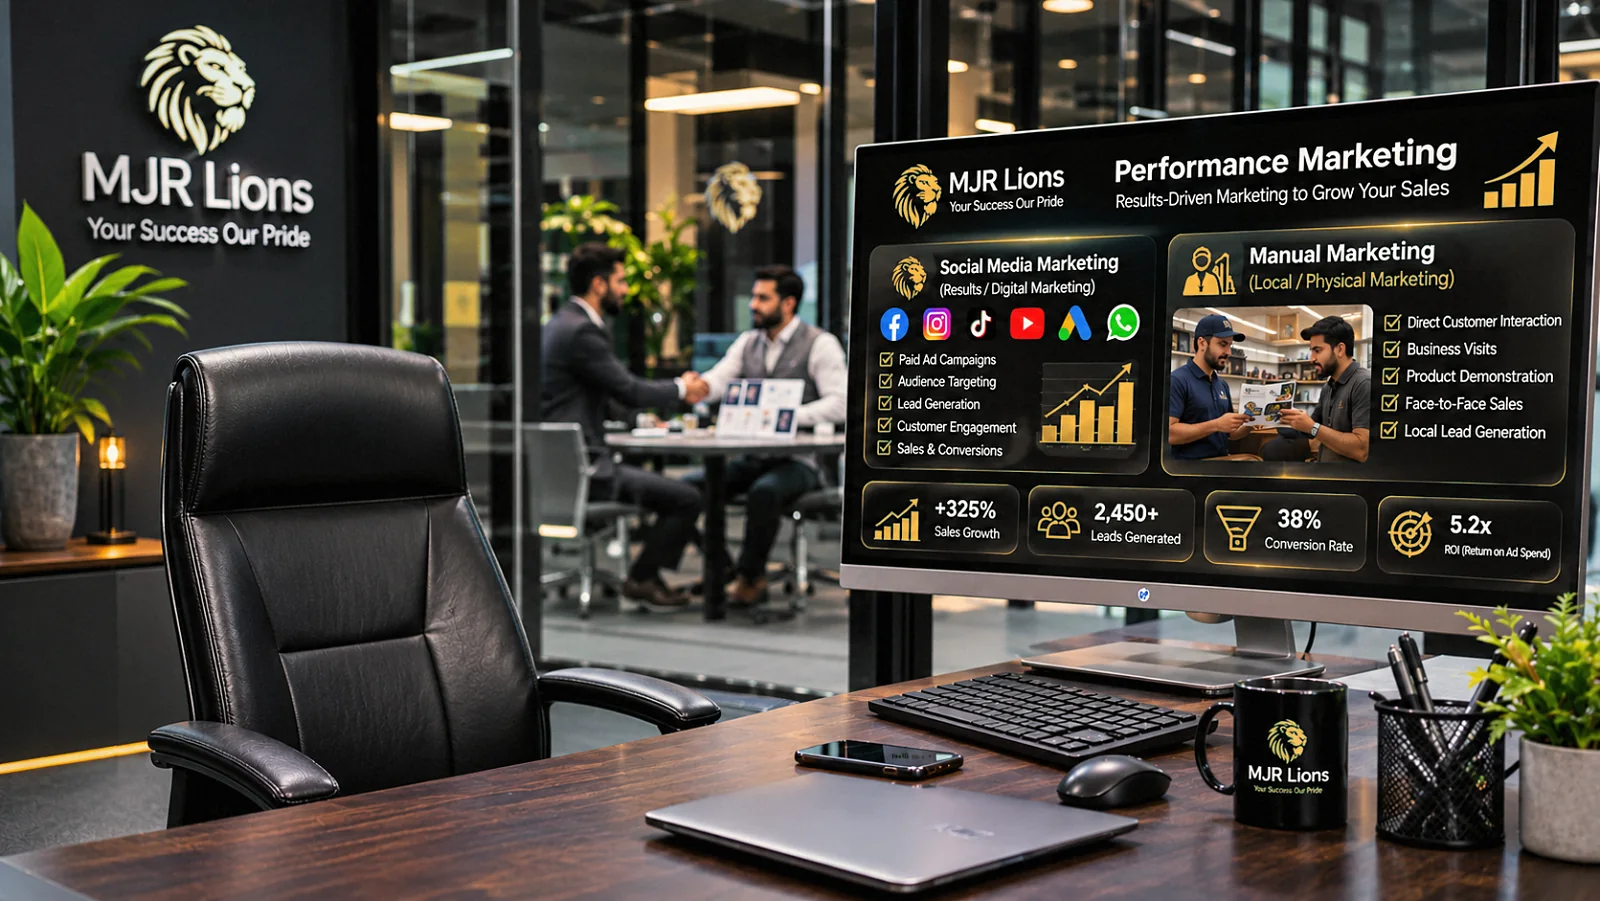 MJR Lions
Your Success Our Pride
MJR Lions
Your Success Our Pride
Performance Marketing
Results-Driven Marketing to Grow Your Sales
Social Media Marketing
(Results / Digital Marketing)
Paid Ad Campaigns
Audience Targeting
Lead Generation
Customer Engagement
Sales & Conversions
Manual Marketing
(Local / Physical Marketing)
Direct Customer Interaction
Business Visits
Product Demonstration
Face-to-Face Sales
Local Lead Generation
+325%
Sales Growth
2,450+
Leads Generated
38%
Conversion Rate
5.2x
ROI (Return on Ad Spend)
MJR Lions
Your Success Our Pride